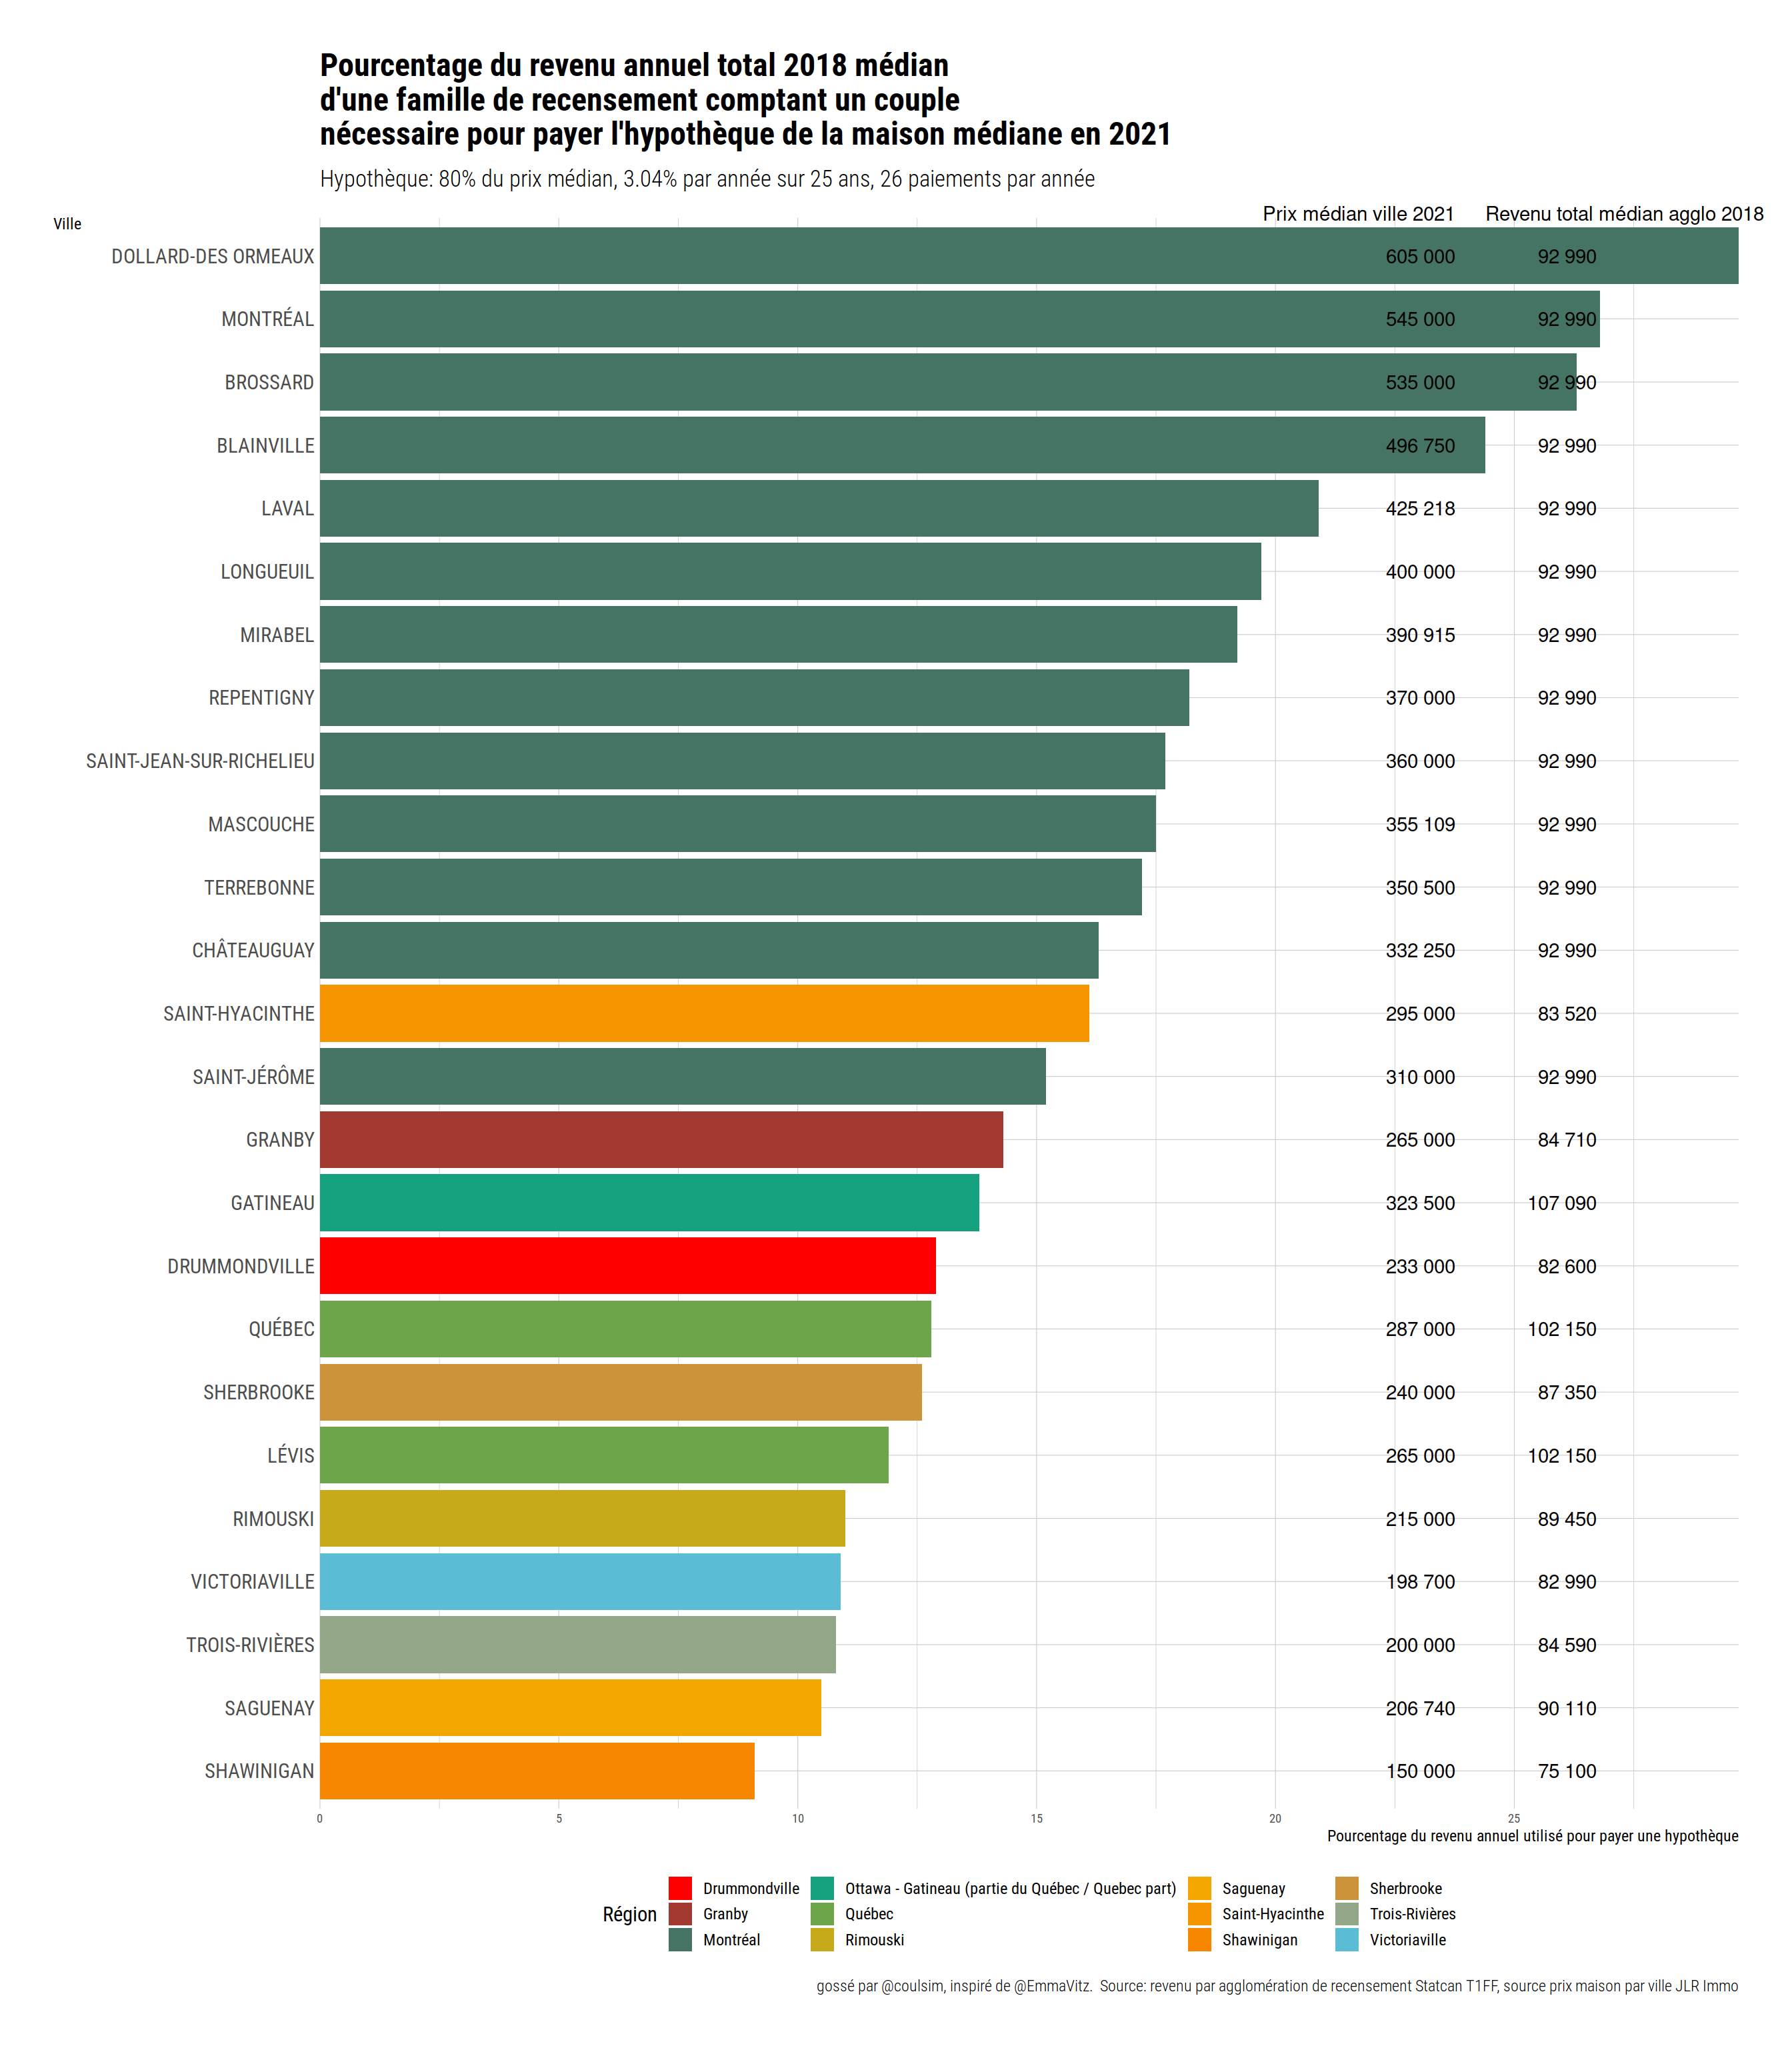 Pourcentage du revenu annuel total 2018 médian
d'une famille de recensement comptant un couple
nécessaire pour payer l'hypothèque de la maison médiane en 2021
Hypothèque: 80% du prix médian, 3.04% par année sur 25 ans, 26 paiements par année
Ville Prix médian ville 2021 Revenu total médian agglo 2018
DOLLARD-DES ORMEAUX 605 000 92 990
MONTRÉAL 545 000 92 990
BROSSARD 535 000 92 990
BLAINVILLE 496 750 92 990
LAVAL 425 218 92 990
LONGUEUIL 400 000 92 990
MIRABEL 390 915 92 990
REPENTIGNY 370 000 92 990
SAINT-JEAN-SUR-RICHELIEU 360 000 92 990
MASCOUCHE 355 109 92 990
TERREBONNE 350 500 92 990
CHÂTEAUGUAY 332 250 92 990
SAINT-HYACINTHE 295 000 83 520
SAINT-JÉRÔME 310 000 92 990
GRANBY 265 000 84 710
GATINEAU 323 500 107 090
DRUMMONDVILLE 233 000 82 600
QUÉBEC 287 000 102 150
SHERBROOKE 240 000 87 350
LÉVIS 265 000 102 150
RIMOUSKI 215 000 89 450
VICTORIAVILLE 198 700 82 990
TROIS-RIVIÈRES 200 000 84 590
SAGUENAY 206 740 90 110
SHAWINIGAN 150 000 75 100
0 5 10 15 20 25
Pourcentage du revenu annuel utilisé pour payer une hypothèque
Drummondville Ottawa - Gatineau (partie du Québec / Quebec part) Saguenay Sherbrooke
Région Granby Québec Saint-Hyacinthe Trois-Rivières
Montréal Rimouski Shawinigan Victoriaville
gossé par @coulsim, inspiré de @EmmaVitz. Source: revenu par agglomération de recensement Statcan T1FF, source prix maison par ville JLR Immo